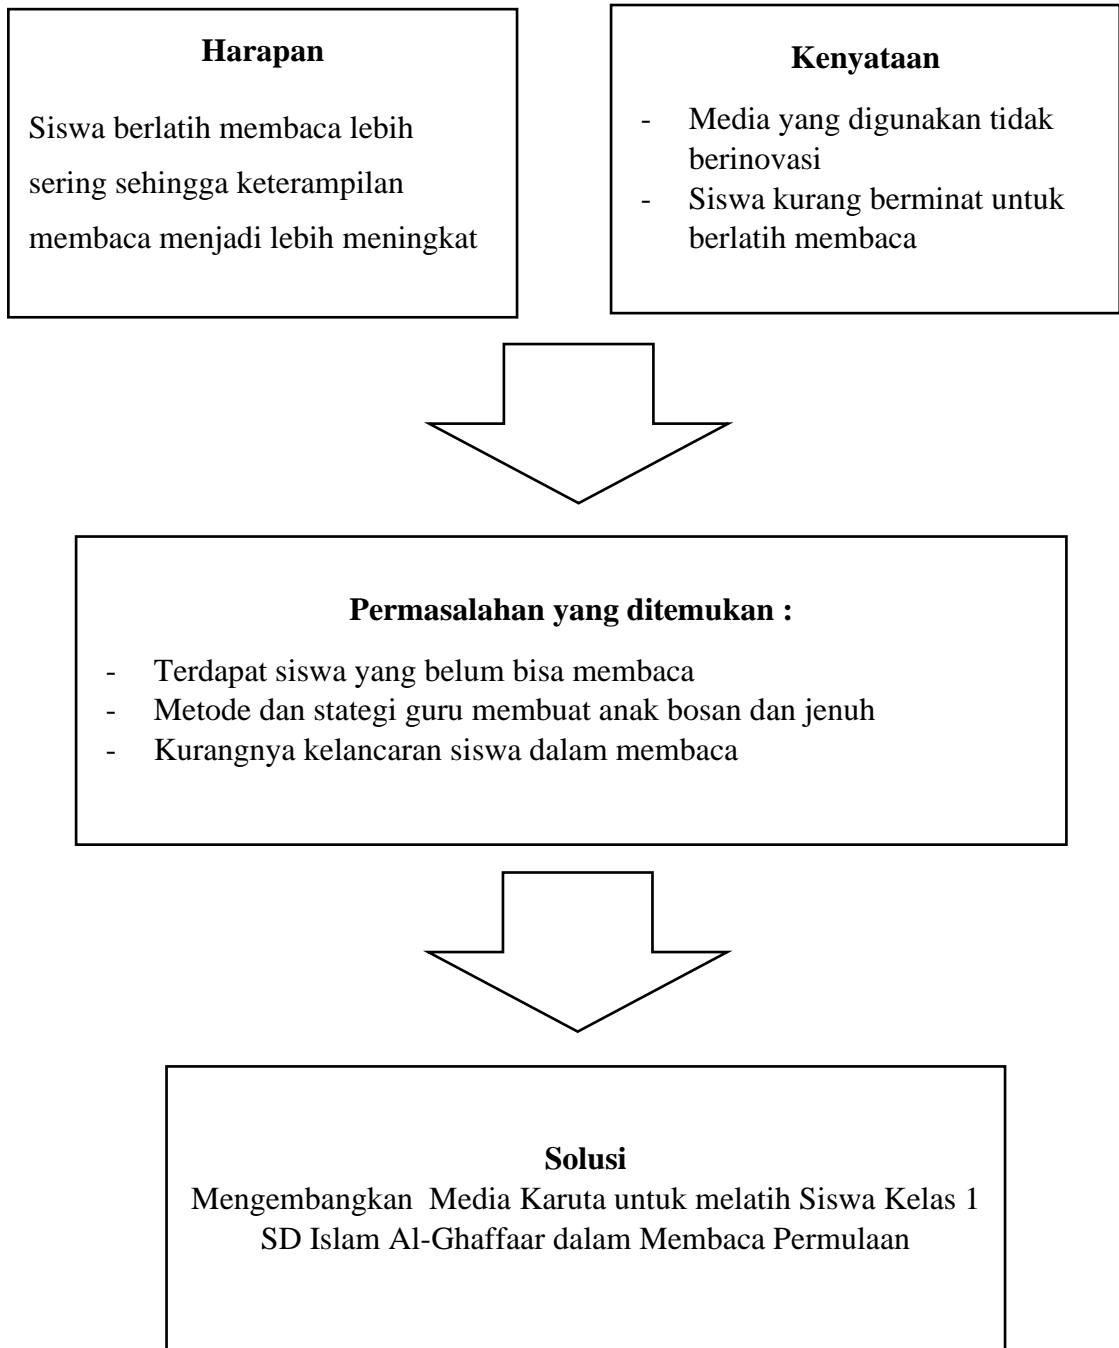 Harapan
Siswa berlatih membaca lebih
sering sehingga keterampilan
membaca menjadi lebih meningkat
Kenyataan
- Media yang digunakan tidak
berinovasi
- Siswa kurang berminat untuk
berlatih membaca
Permasalahan yang ditemukan :
- Terdapat siswa yang belum bisa membaca
- Metode dan stategi guru membuat anak bosan dan jenuh
- Kurangnya kelancaran siswa dalam membaca
Solusi
Mengembangkan Media Karuta untuk melatih Siswa Kelas 1
SD Islam Al-Ghaffaar dalam Membaca Permulaan